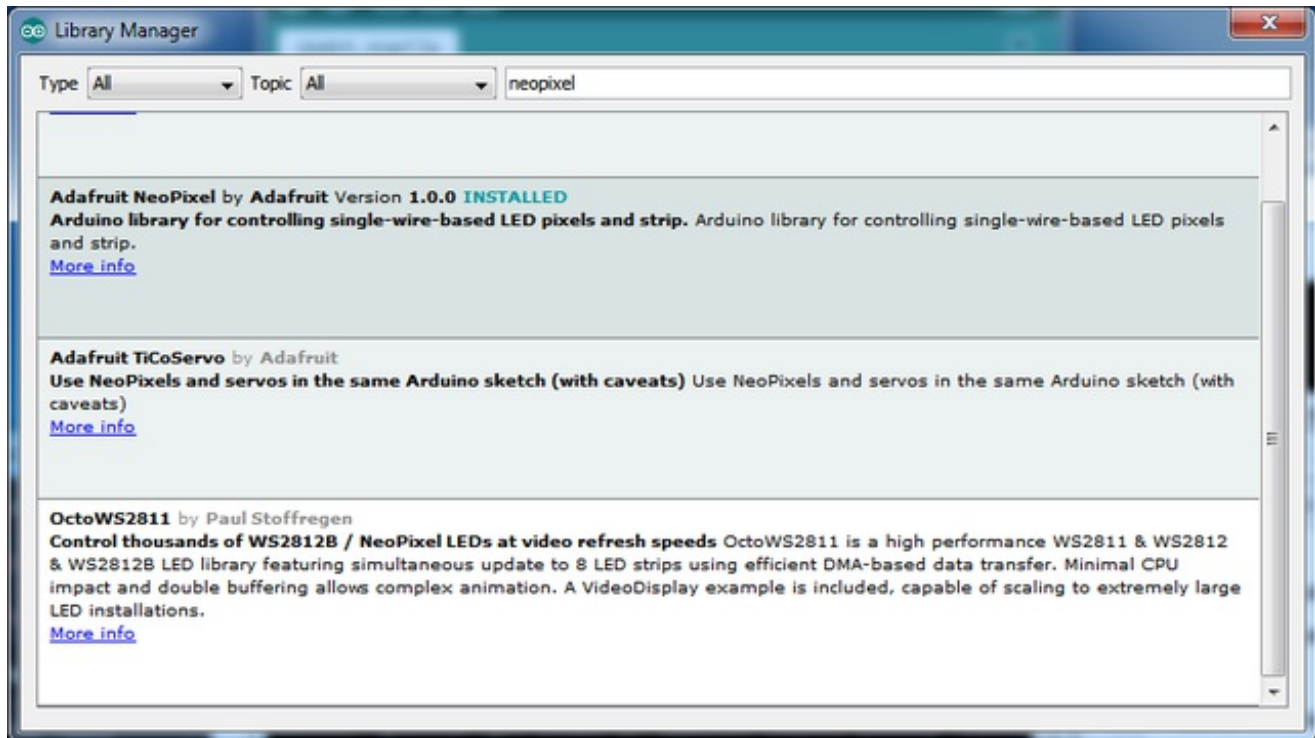 Library Manager
Type All Topic All neopixel
Adafruit NeoPixel by Adafruit Version 1.0.0 INSTALLED
Arduino library for controlling single-wire-based LED pixels and strip. Arduino library for controlling single-wire-based LED pixels
and strip.
More info
Adafruit TiCoServo by Adafruit
Use NeoPixels and servos in the same Arduino sketch (with caveats) Use NeoPixels and servos in the same Arduino sketch (with
caveats)
More info
OctoWS2811 by Paul Stoffregen
Control thousands of WS2812B / NeoPixel LEDs at video refresh speeds OctoWS2811 is a high performance WS2811 & WS2812
& WS2812B LED library featuring simultaneous update to 8 LED strips using efficient DMA-based data transfer. Minimal CPU
impact and double buffering allows complex animation. A VideoDisplay example is included, capable of scaling to extremely large
LED installations.
More info